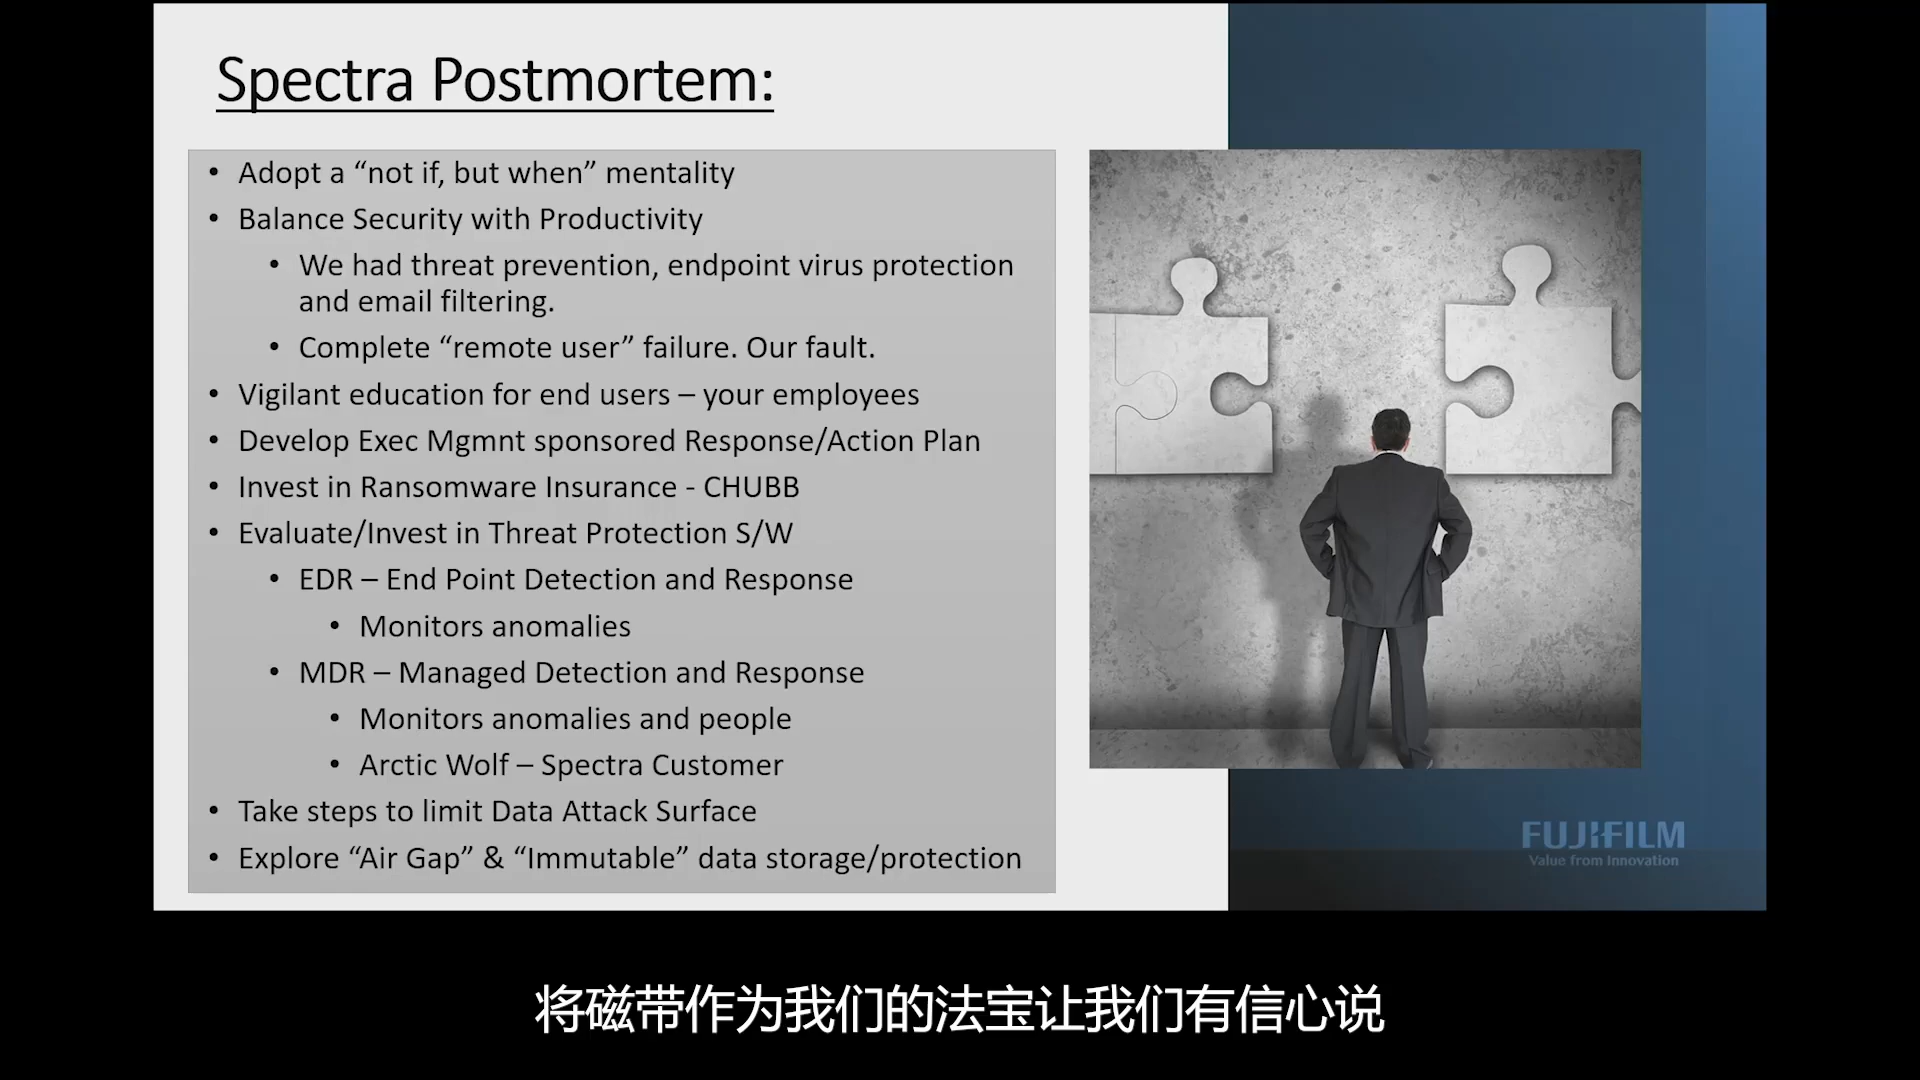 Spectra Postmortem:
• Adopt a “not if, but when” mentality
• Balance Security with Productivity
• We had threat prevention, endpoint virus protection
and email filtering.
• Complete “remote user” failure. Our fault.
• Vigilant education for end users – your employees
• Develop Exec Mgmnt sponsored Response/Action Plan
• Invest in Ransomware Insurance - CHUBB
• Evaluate/Invest in Threat Protection S/W
• EDR – End Point Detection and Response
• Monitors anomalies
• MDR – Managed Detection and Response
• Monitors anomalies and people
• Arctic Wolf – Spectra Customer
• Take steps to limit Data Attack Surface
• Explore “Air Gap” & “Immutable” data storage/protection
FUJIFILM
Value from Innovation
将磁带作为我们的法宝让我们有信心说